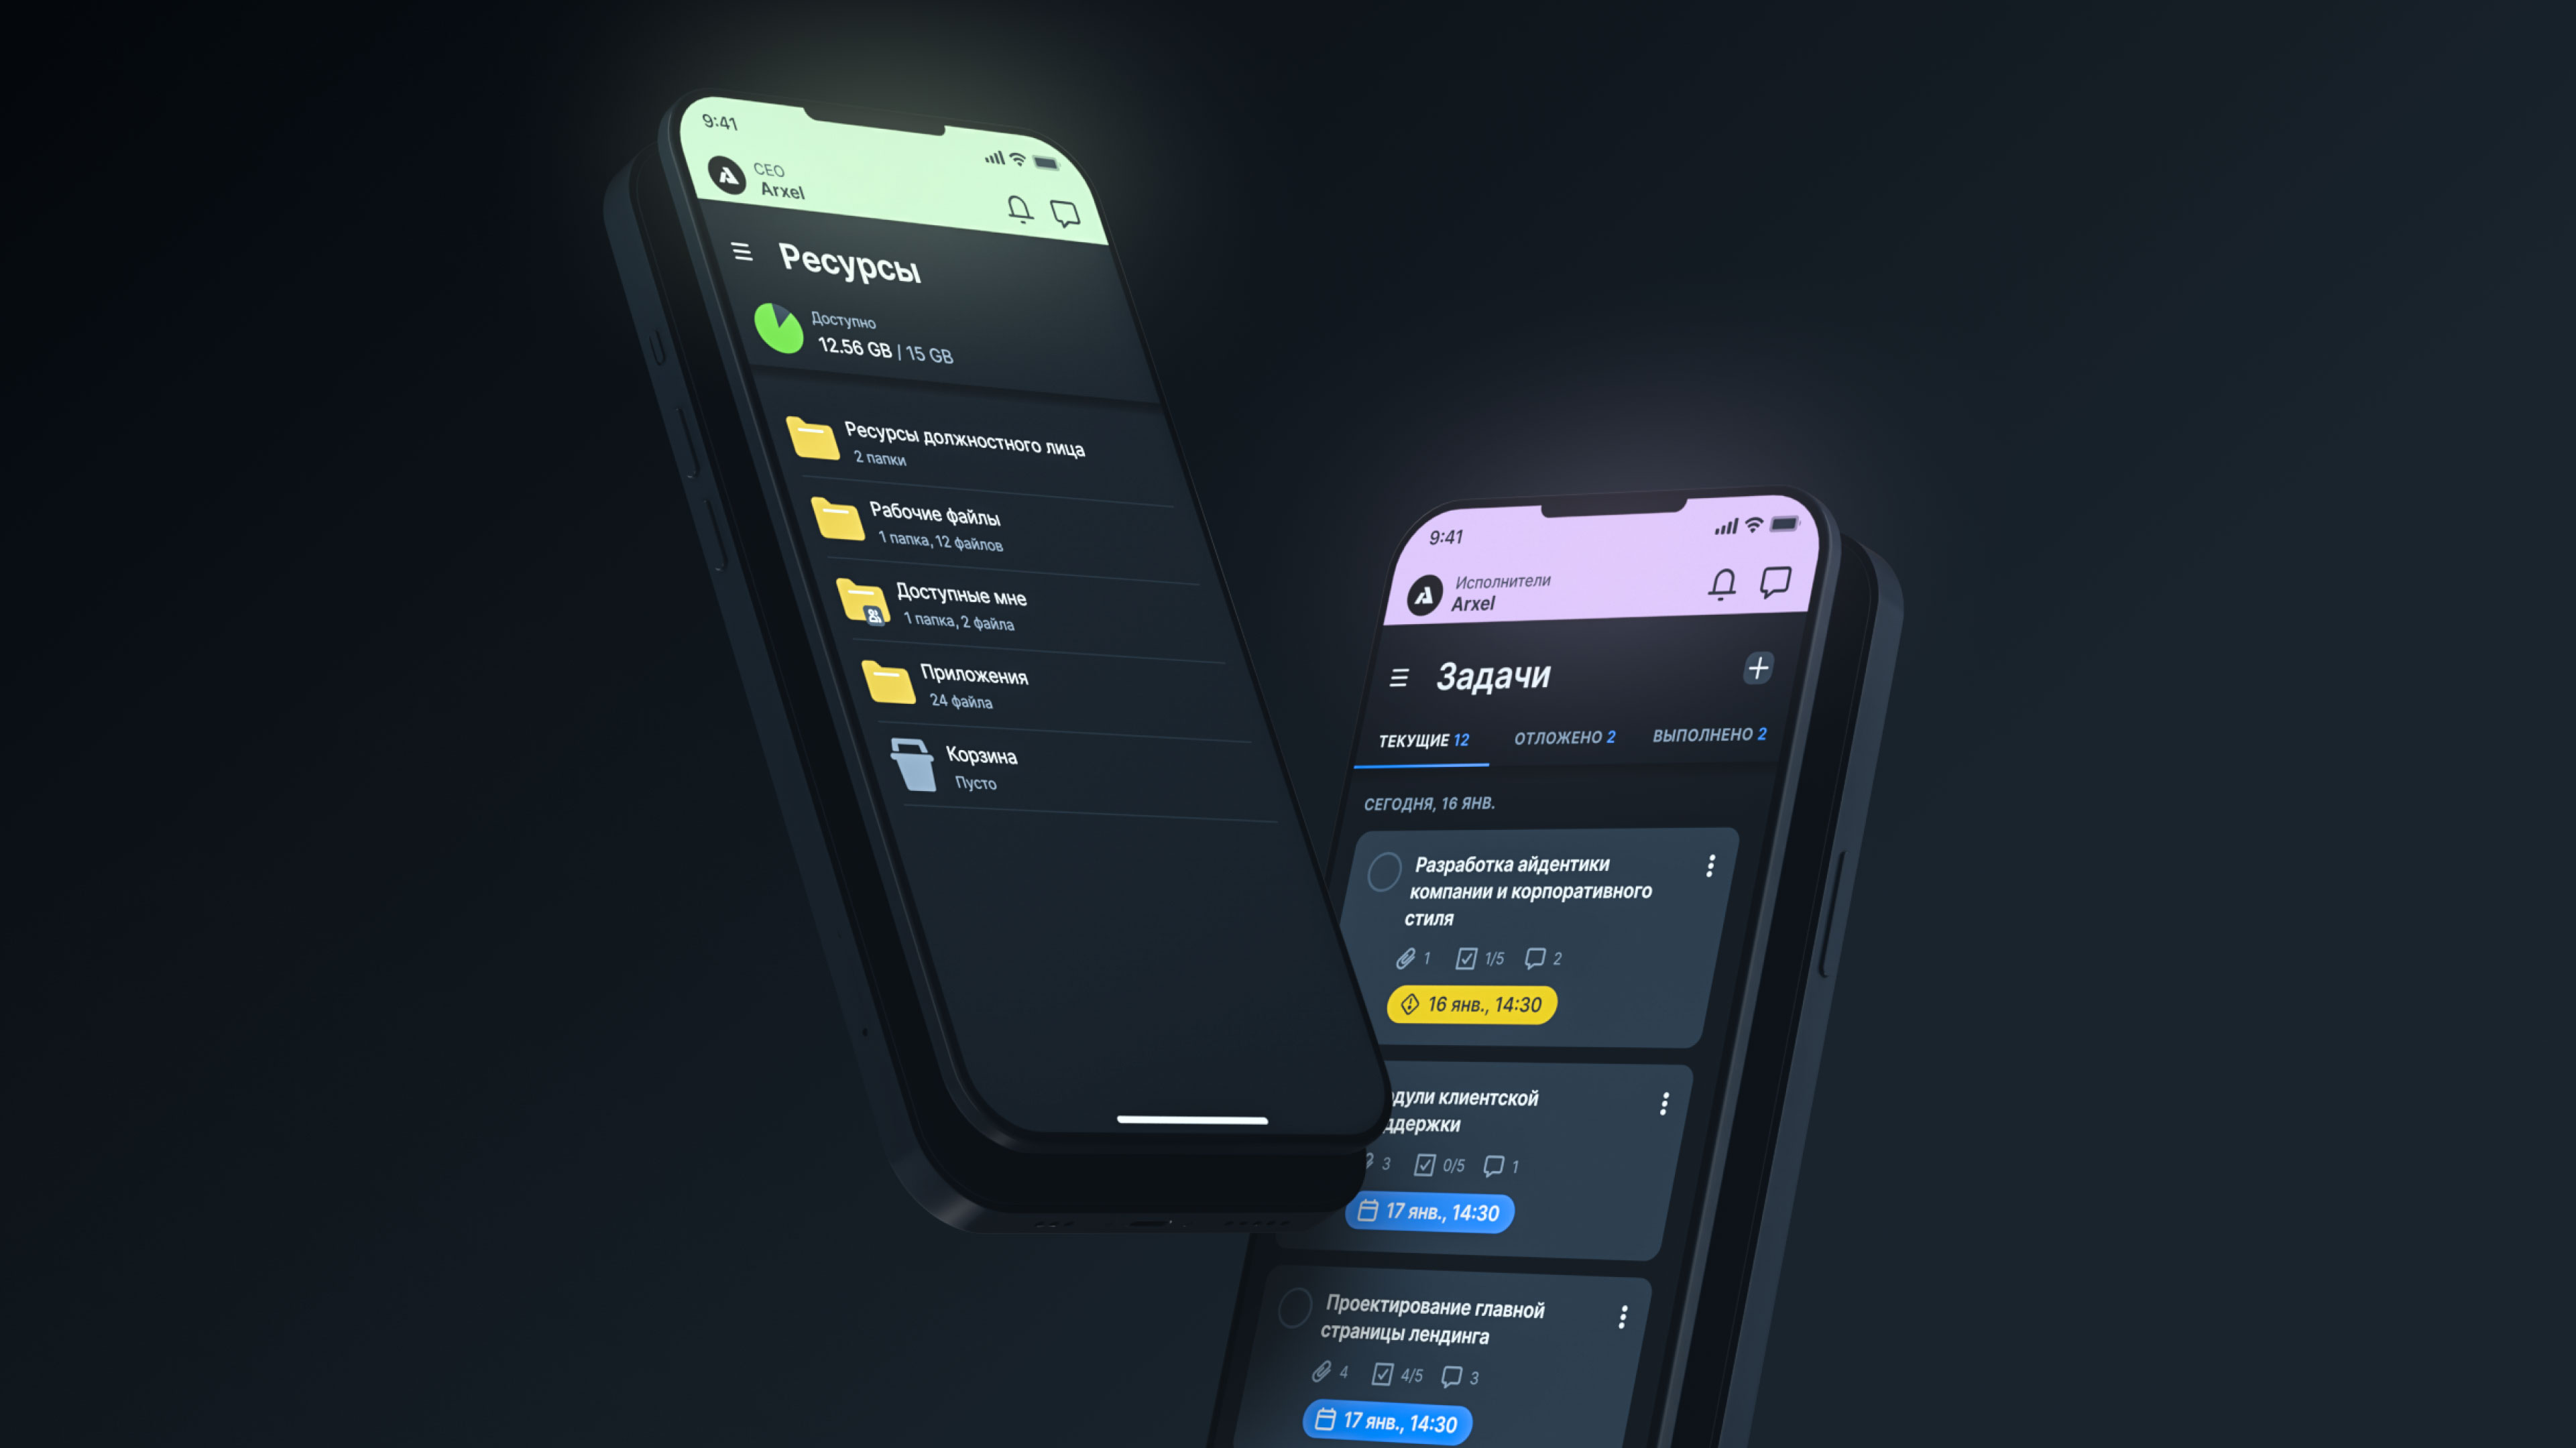 9:41
CEO
Arxel
Ресурсы
Доступно
12.56 GB | 15 GB
Ресурсы должностного лица
2 папки
Рабочие файлы
1 папка, 12 файлов
Доступные мне
1 папка, 2 файла
Приложения
24 файла
Корзина
Пусто
9:41
Исполнители
Arxel
Задачи
ТЕКУЩИЕ 12 ОТЛОЖЕНО 2 ВЫПОЛНЕНО 2
СЕГОДНЯ, 16 ЯНВ.
Разработка айдентики
компании и корпоративного
стиля
1 1/5 2
16 янв., 14:30
клиентской
3 0/5 1
17 янв., 14:30
Проектирование главной
страницы лендинга
4 4/5 3
17 янв., 14:30